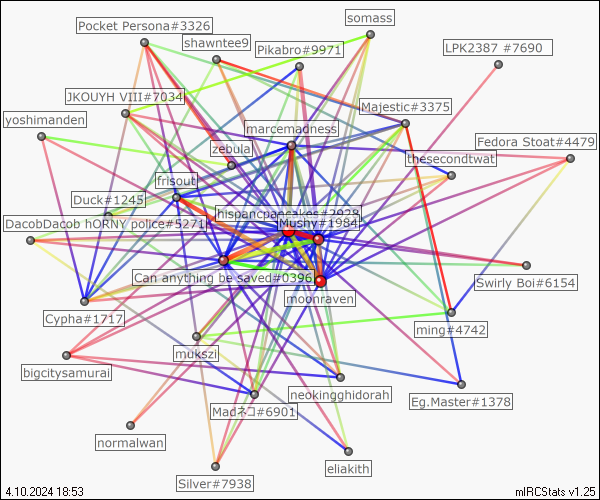 Pocket Persona#3326
somass
shawntee9
Pikabro#9971
LPK2387 #7690
JKOUYH VIII#7034
Majestic#3375
yoshimanden
marcemadness
Fedora Stoat#4479
zebula
thesecondtwat
frisout
Duck#1245
hispancpancakes#2928
DacobDacob hORNY police#5271
Mushy#1984
Can anything be saved#0396
Swirly Boi#6154
moonraven
Cypha#1717
ming#4742
mukszi
bigcitysamurai
neokingghidorah
Eg.Master#1378
Madネコ#6901
normalwan
eliakith
Silver#7938
4.10.2024 18:53
mIRCStats v1.25